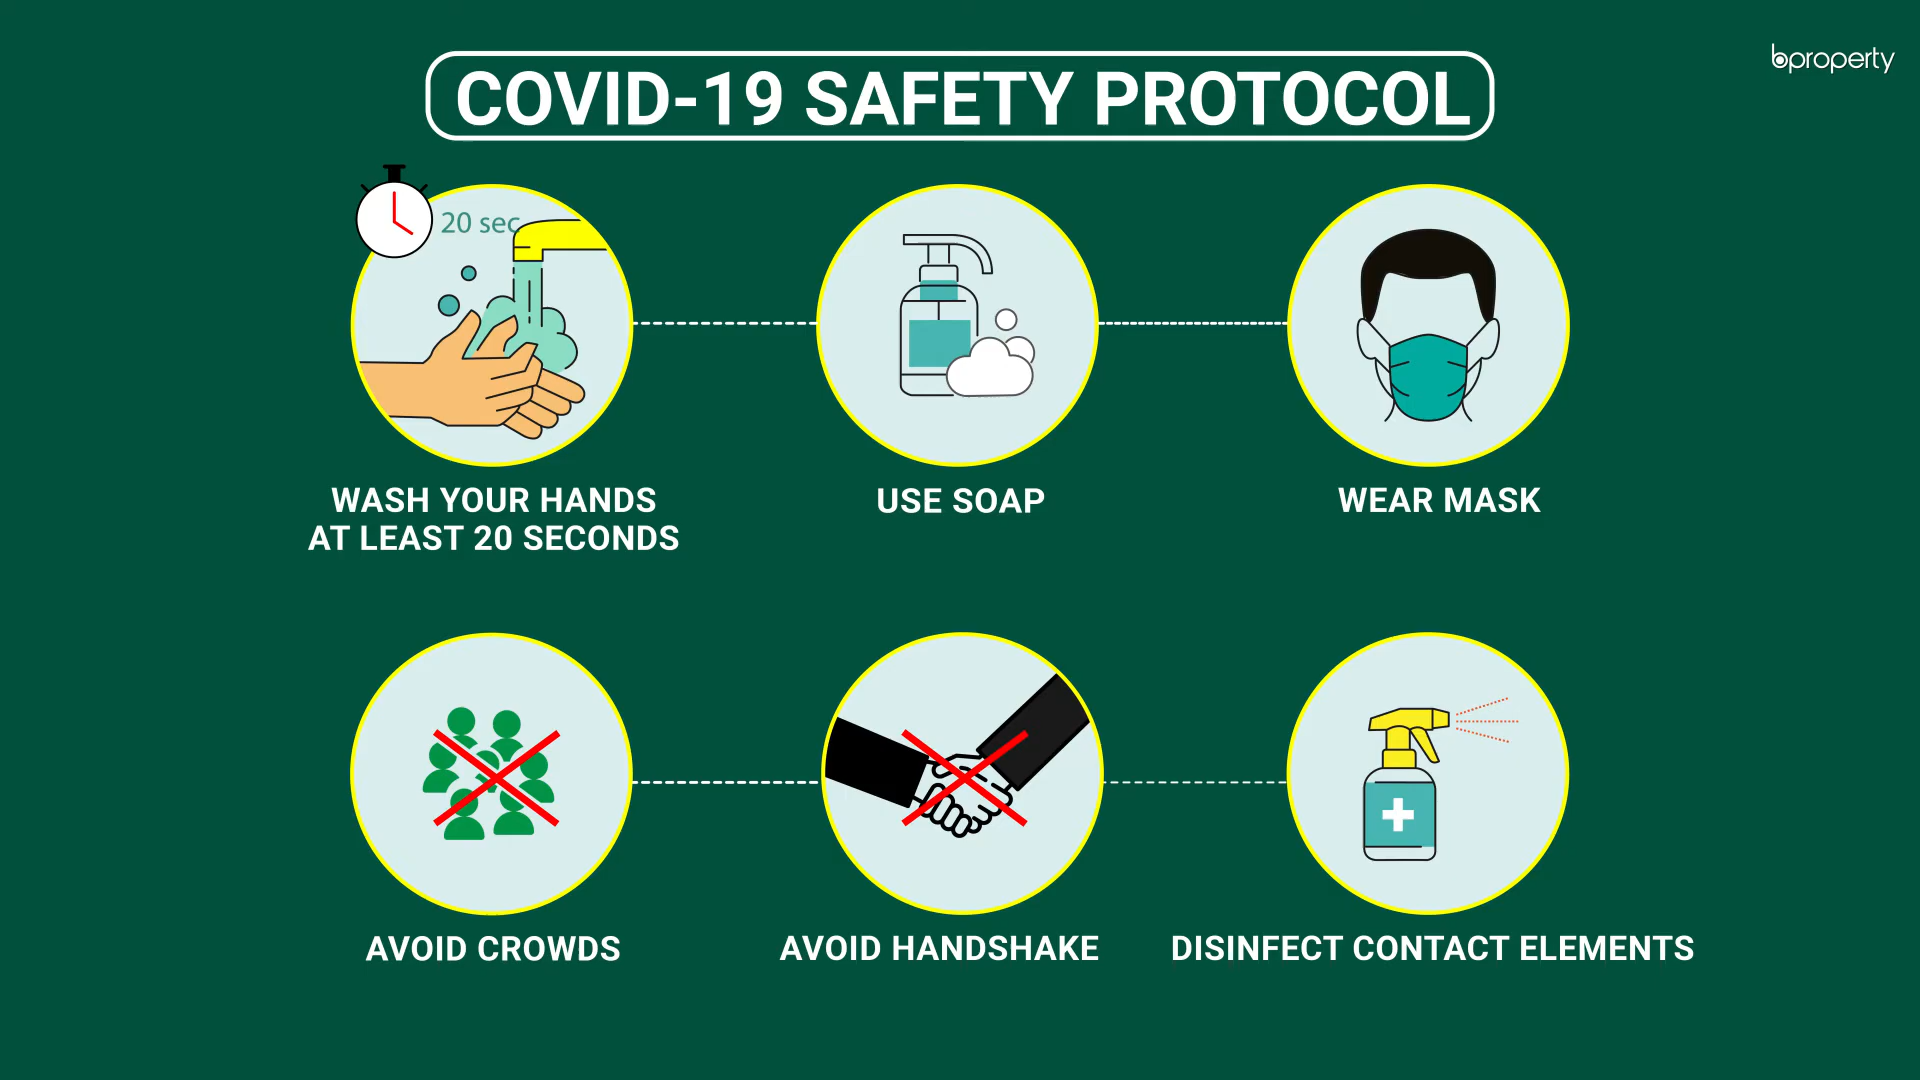 COVID-19 SAFETY PROTOCOL
bproperty
20 sec
WASH YOUR HANDS
AT LEAST 20 SECONDS
USE SOAP
WEAR MASK
AVOID CROWDS
AVOID HANDSHAKE
DISINFECT CONTACT ELEMENTS